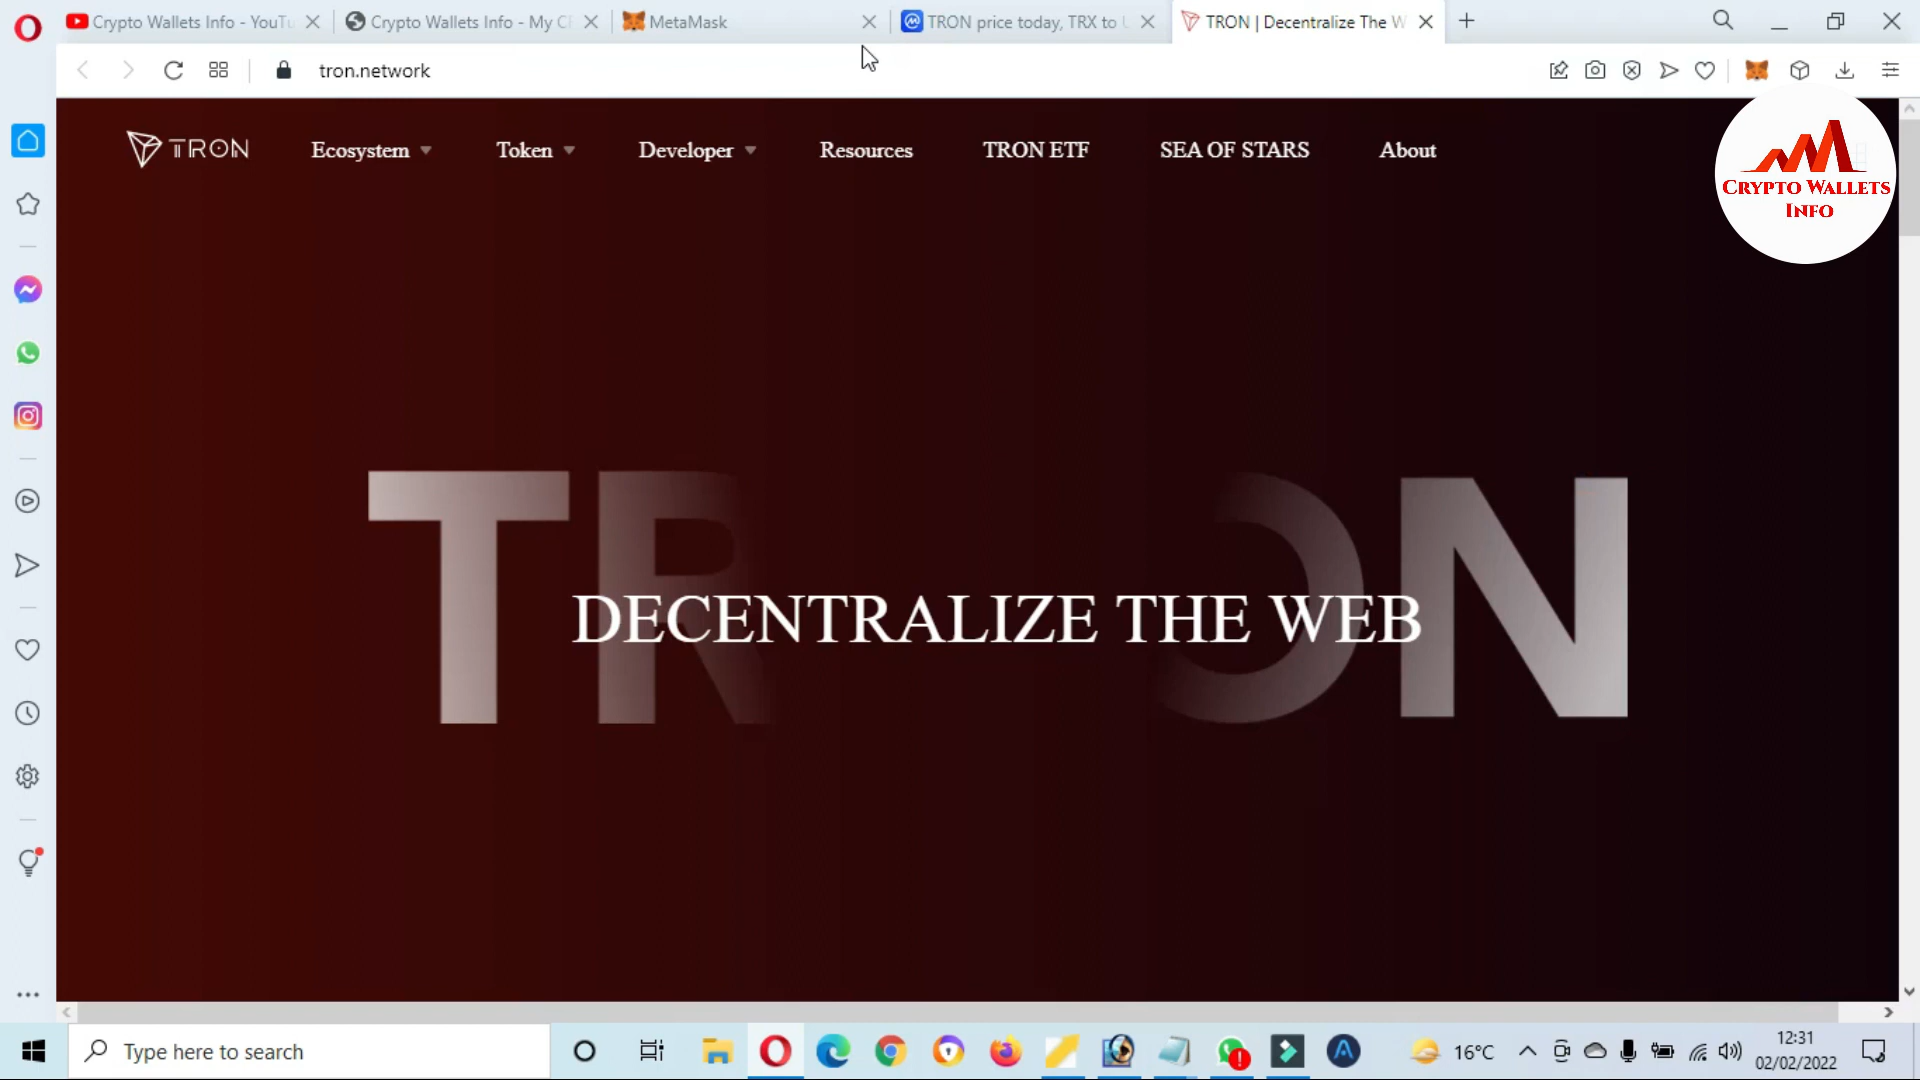 Crypto Wallets Info - YouTu
Crypto Wallets Info - My C
MetaMask
TRON price today, TRX to U
TRON | Decentralize The W
tron.network
TRON
Ecosystem
Token
Developer
Resources
TRON ETF
SEA OF STARS
About
CRYPTO WALLETS
INFO
TRON
DECENTRALIZE THE WEB
Type here to search
16°C
12:31
02/02/2022